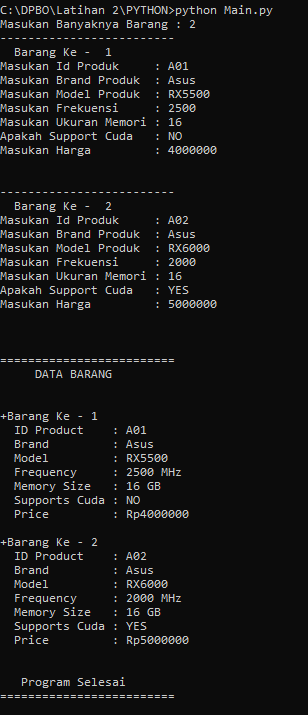 C:\DPBO\Latihan 2\PYTHON>python Main.py
Masukan Banyaknya Barang : 2
-------------------------
  Barang Ke -  1
Masukan Id Produk     : A01
Masukan Brand Produk  : Asus
Masukan Model Produk  : RX5500
Masukan Frekuensi     : 2500
Masukan Ukuran Memori : 16
Apakah Support Cuda   : NO
Masukan Harga         : 4000000
-------------------------
  Barang Ke -  2
Masukan Id Produk     : A02
Masukan Brand Produk  : Asus
Masukan Model Produk  : RX6000
Masukan Frekuensi     : 2000
Masukan Ukuran Memori : 16
Apakah Support Cuda   : YES
Masukan Harga         : 5000000
=========================
     DATA BARANG
+Barang Ke - 1
  ID Product    : A01
  Brand         : Asus
  Model         : RX5500
  Frequency     : 2500 MHz
  Memory Size   : 16 GB
  Supports Cuda : NO
  Price         : Rp4000000
+Barang Ke - 2
  ID Product    : A02
  Brand         : Asus
  Model         : RX6000
  Frequency     : 2000 MHz
  Memory Size   : 16 GB
  Supports Cuda : YES
  Price         : Rp5000000
   Program Selesai
=========================